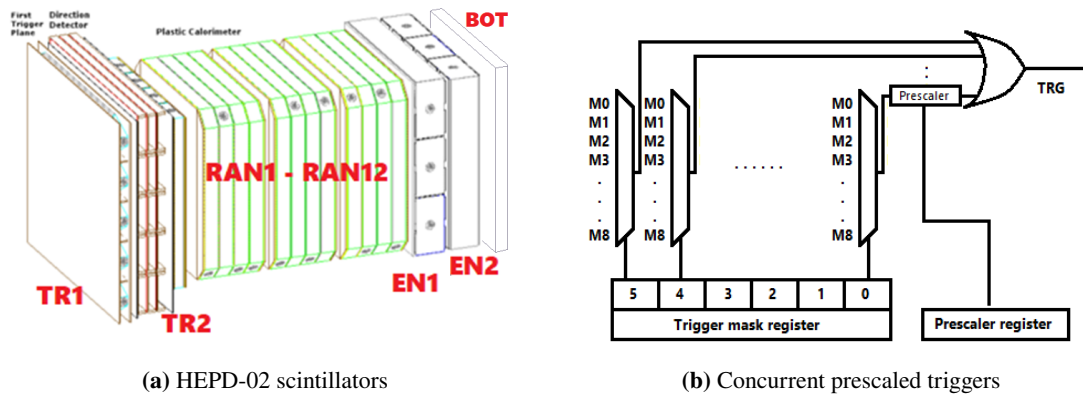 First
Trigger
Plane
Direction
Detector
Plastic Calorimeter
BOT
RAN1 - RAN12
EN2
EN1
TR1
TR2
(a) HEPD-02 scintillators
M0
M1
M2
M3
.
.
.
M8
M0
M1
M2
M3
.
.
.
M8
. . . . . .
M0
M1
M2
M3
.
.
.
M8
Prescaler
:
TRG
5 4 3 2 1 0
Trigger mask register
Prescaler register
(b) Concurrent prescaled triggers